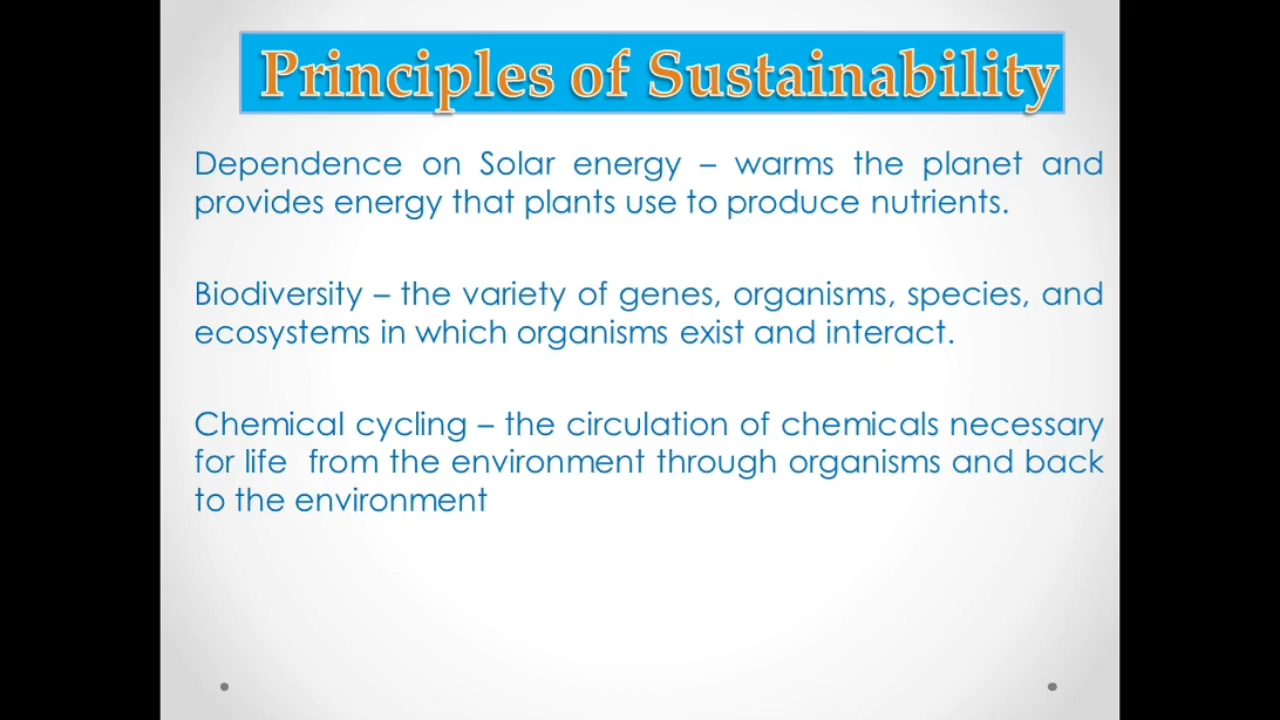 Principles of Sustainability
Dependence on Solar energy – warms the planet and
provides energy that plants use to produce nutrients.
Biodiversity – the variety of genes, organisms, species, and
ecosystems in which organisms exist and interact.
Chemical cycling – the circulation of chemicals necessary
for life  from the environment through organisms and back
to the environment